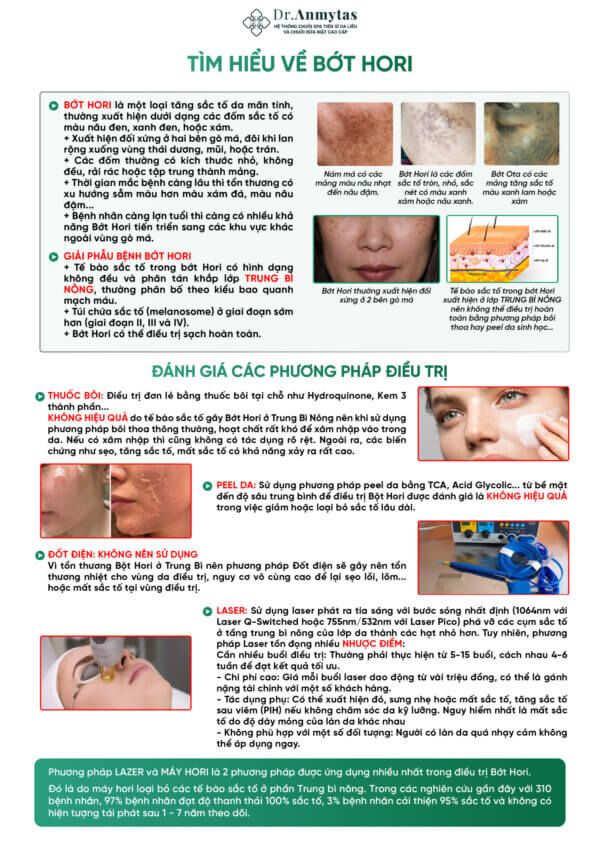 Dr.Anmytas
HỆ THỐNG CHUỖI SPA TIẾN SĨ DA LIỄU
VÀ CHUỖI RỬA MẶT CAO CẤP
TÌM HIỂU VỀ BỚT HORI
BỚT HORI là một loại tăng sắc tố da mãn tính,
thường xuất hiện dưới dạng các đốm sắc tố có
màu nâu đen, xanh đen, hoặc xám.
+ Xuất hiện đối xứng ở hai bên gò má, đôi khi lan
rộng xuống vùng thái dương, mũi, hoặc trán.
+ Các đốm thường có kích thước nhỏ, không
đều, rải rác hoặc tập trung thành mảng.
+ Thời gian mắc bệnh càng lâu thì tổn thương có
xu hướng sẫm màu hơn màu xám đá, màu nâu
đậm...
+ Bệnh nhân càng lớn tuổi thì càng có nhiều khả
năng Bớt Hori tiến triển sang các khu vực khác
ngoài vùng gò má.
GIẢI PHẪU BỆNH BỚT HORI
+ Tế bào sắc tố trong bớt Hori có hình dạng
không đều và phân tán khắp lớp TRUNG BÌ
NÔNG, thường phân bố theo kiểu bao quanh
mạch máu.
+ Túi chứa sắc tố (melanosome) ở giai đoạn sớm
hơn (giai đoạn II, III và IV).
+ Bớt Hori có thể điều trị sạch hoàn toàn.
Nám má có các
mảng màu nâu nhạt
đến nâu đậm.
Bớt Hori là các đốm
sắc tố tròn, nhỏ, sắc
nét có màu xanh
xám hoặc nâu xanh.
Bớt Ota có các
mảng tăng sắc tố
màu xanh lam hoặc
xám
Bớt Hori thường xuất hiện đối
xứng ở 2 bên gò má
Tế bào sắc tố trong bớt Hori
xuất hiện ở lớp TRUNG BÌ NÔNG
nên không thể điều trị hoàn
toàn bằng phương pháp bôi
thoa hay peel da sinh học...
ĐÁNH GIÁ CÁC PHƯƠNG PHÁP ĐIỀU TRỊ
THUỐC BÔI: Điều trị đơn lẻ bằng thuốc bôi tại chỗ như Hydroquinone, Kem 3
thành phần...
KHÔNG HIỆU QUẢ do tế bào sắc tố gây Bớt Hori ở Trung Bì Nông nên khi sử dụng
phương pháp bôi thoa thông thường, hoạt chất rất khó để xâm nhập vào trong
da. Nếu có xâm nhập thì cũng không có tác dụng rõ rệt. Ngoài ra, các biến
chứng như sẹo, tăng sắc tố, mất sắc tố có khả năng xảy ra rất cao.
PEEL DA: Sử dụng phương pháp peel da bằng TCA, Acid Glycolic... từ bề mặt
đến độ sâu trung bình để điều trị Bột Hori được đánh giá là KHÔNG HIỆU QUẢ
trong việc giảm hoặc loại bỏ sắc tố lâu dài.
ĐỐT ĐIỆN: KHÔNG NÊN SỬ DỤNG
Vì tổn thương Bột Hori ở Trung Bì nên phương pháp Đốt điện sẽ gây nên tổn
thương nhiệt cho vùng da điều trị, nguy cơ vô cùng cao để lại sẹo lồi, lõm...
hoặc mất sắc tố tại vùng điều trị.
LASER: Sử dụng laser phát ra tia sáng với bước sóng nhất định (1064nm với
Laser Q-Switched hoặc 755nm/532nm với Laser Pico) phá vỡ các cụm sắc tố
ở tầng trung bì nông của lớp da thành các hạt nhỏ hơn. Tuy nhiên, phương
pháp Laser tồn đọng nhiều NHƯỢC ĐIỂM:
Cần nhiều buổi điều trị: Thường phải thực hiện từ 5-15 buổi, cách nhau 4-6
tuần để đạt kết quả tối ưu.
- Chi phí cao: Giá mỗi buổi laser dao động từ vài triệu đồng, có thể là gánh
nặng tài chính với một số khách hàng.
- Tác dụng phụ: Có thể xuất hiện đỏ, sưng nhẹ hoặc mất sắc tố, tăng sắc tố
sau viêm (PIH) nếu không chăm sóc da kỹ lưỡng. Nguy hiểm nhất là mất sắc
tố do độ dày mỏng của làn da khác nhau
- Không phù hợp với một số đối tượng: Người có làn da quá nhạy cảm không
thể áp dụng ngay.
Phương pháp LAZER và MÁY HORI là 2 phương pháp được ứng dụng nhiều nhất trong điều trị Bớt Hori.
Đó là do máy hori loại bỏ các tế bào sắc tố ở phần Trung bì nông. Trong các nghiên cứu gần đây với 310
bệnh nhân, 97% bệnh nhân đạt độ thanh thải 100% sắc tố, 3% bệnh nhân cải thiện 95% sắc tố và không có
hiện tượng tái phát sau 1 - 7 năm theo dõi.